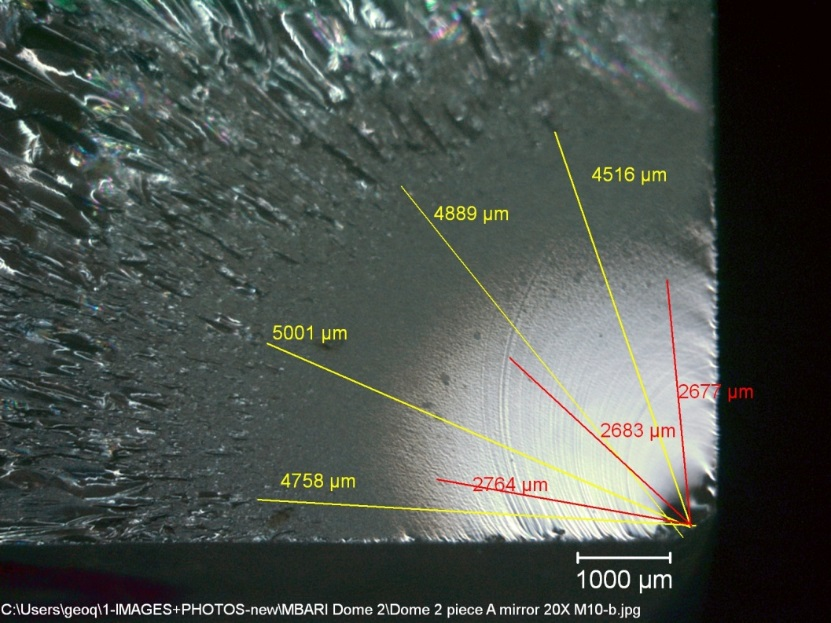 4516 µm
4889 µm
5001 µm
2677 µm
2683 µm
4758 µm
2764 µm
1000 µm
C:\Users\geoq\1-IMAGES+PHOTOS-new\MBARI Dome 2\Dome 2 piece A mirror 20X M10-b.jpg